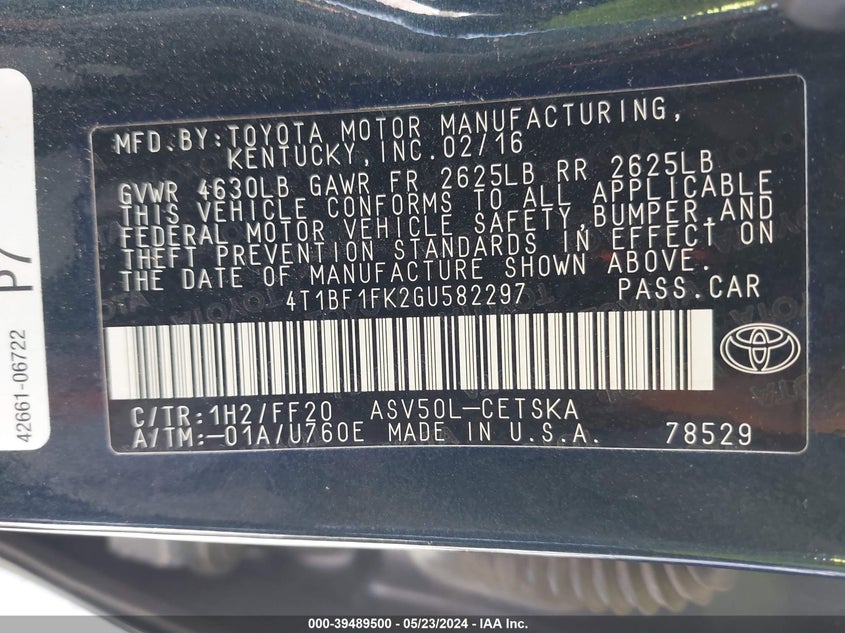 MFD.BY:TOYOTA MOTOR MANUFACTURING,
KENTUCKY,INC.02/16
GVWR 4630LB GAWR FR 2625LB RR 2625LB
THIS VEHICLE CONFORMS TO ALL APPLICABLE
FEDERAL MOTOR VEHICLE SAFETY,BUMPER,AND
THEFT PREVENTION STANDARDS IN EFFECT ON
THE DATE OF MANUFACTURE SHOWN ABOVE.
4T1BF1FK2GU582297 PASS.CAR
C/TR:1H2/FF20 ASV50L-CETSKA
A/TM:-01A/U760E MADE IN U.S.A. 78529
42661-06722
P7
000-39489500 - 05/23/2024 - IAA Inc.